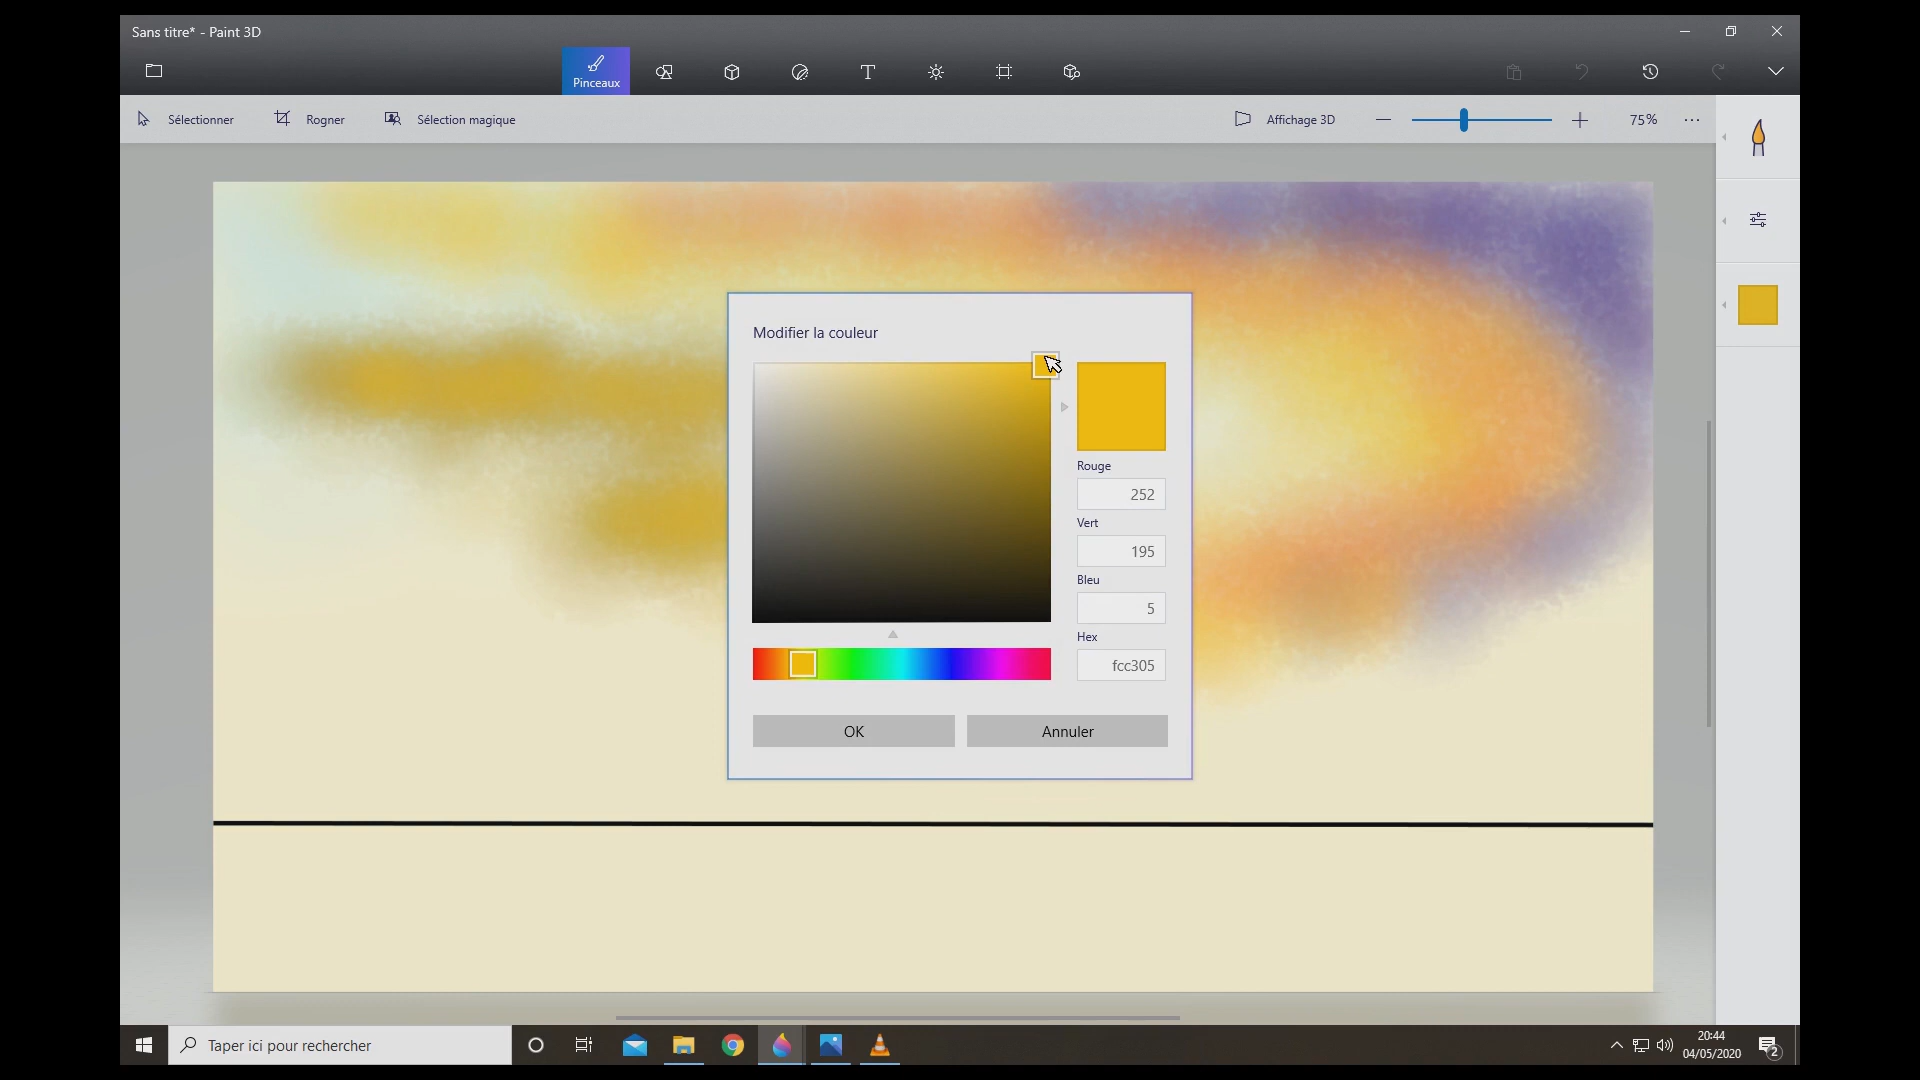 Sans titre* - Paint 3D
Pinceaux
Sélectionner
Rogner
Sélection magique
Affichage 3D
75%
Modifier la couleur
Rouge
252
Vert
195
Bleu
5
Hex
fcc305
OK
Annuler
Taper ici pour rechercher
20:44
04/05/2020
2